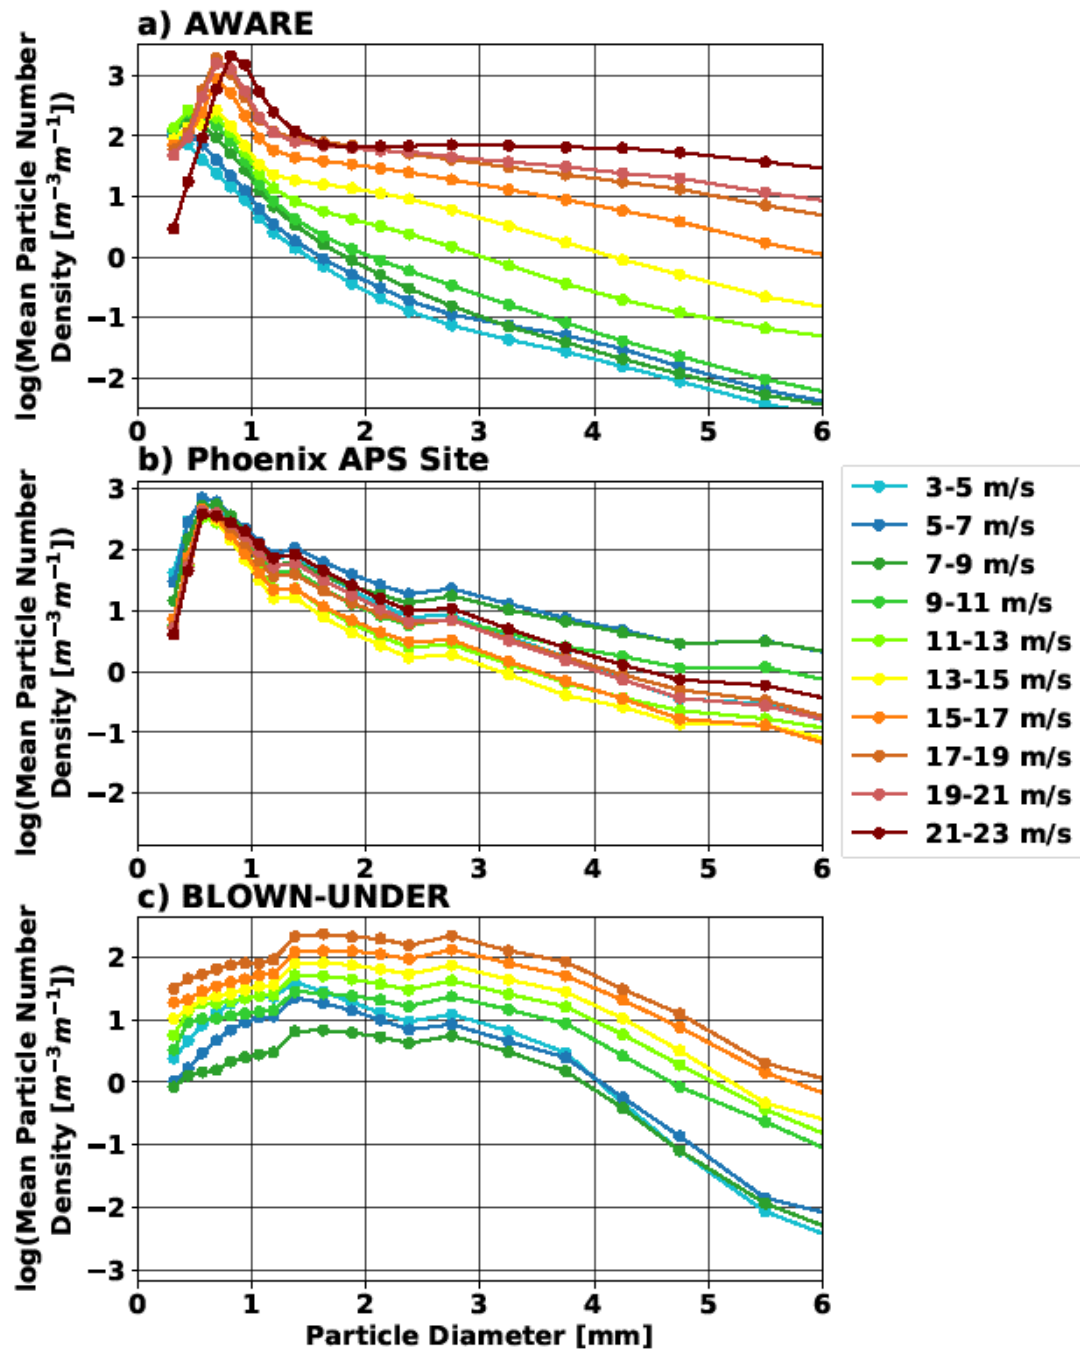 a) AWARE
log(Mean Particle Number
Density [m⁻³m⁻¹])
3
2
1
0
−1
−2
0 1 2 3 4 5 6
b) Phoenix APS Site
log(Mean Particle Number
Density [m⁻³m⁻¹])
3
2
1
0
−1
−2
0 1 2 3 4 5 6
3-5 m/s
5-7 m/s
7-9 m/s
9-11 m/s
11-13 m/s
13-15 m/s
15-17 m/s
17-19 m/s
19-21 m/s
21-23 m/s
c) BLOWN-UNDER
log(Mean Particle Number
Density [m⁻³m⁻¹])
2
1
0
−1
−2
−3
0 1 2 3 4 5 6
Particle Diameter [mm]